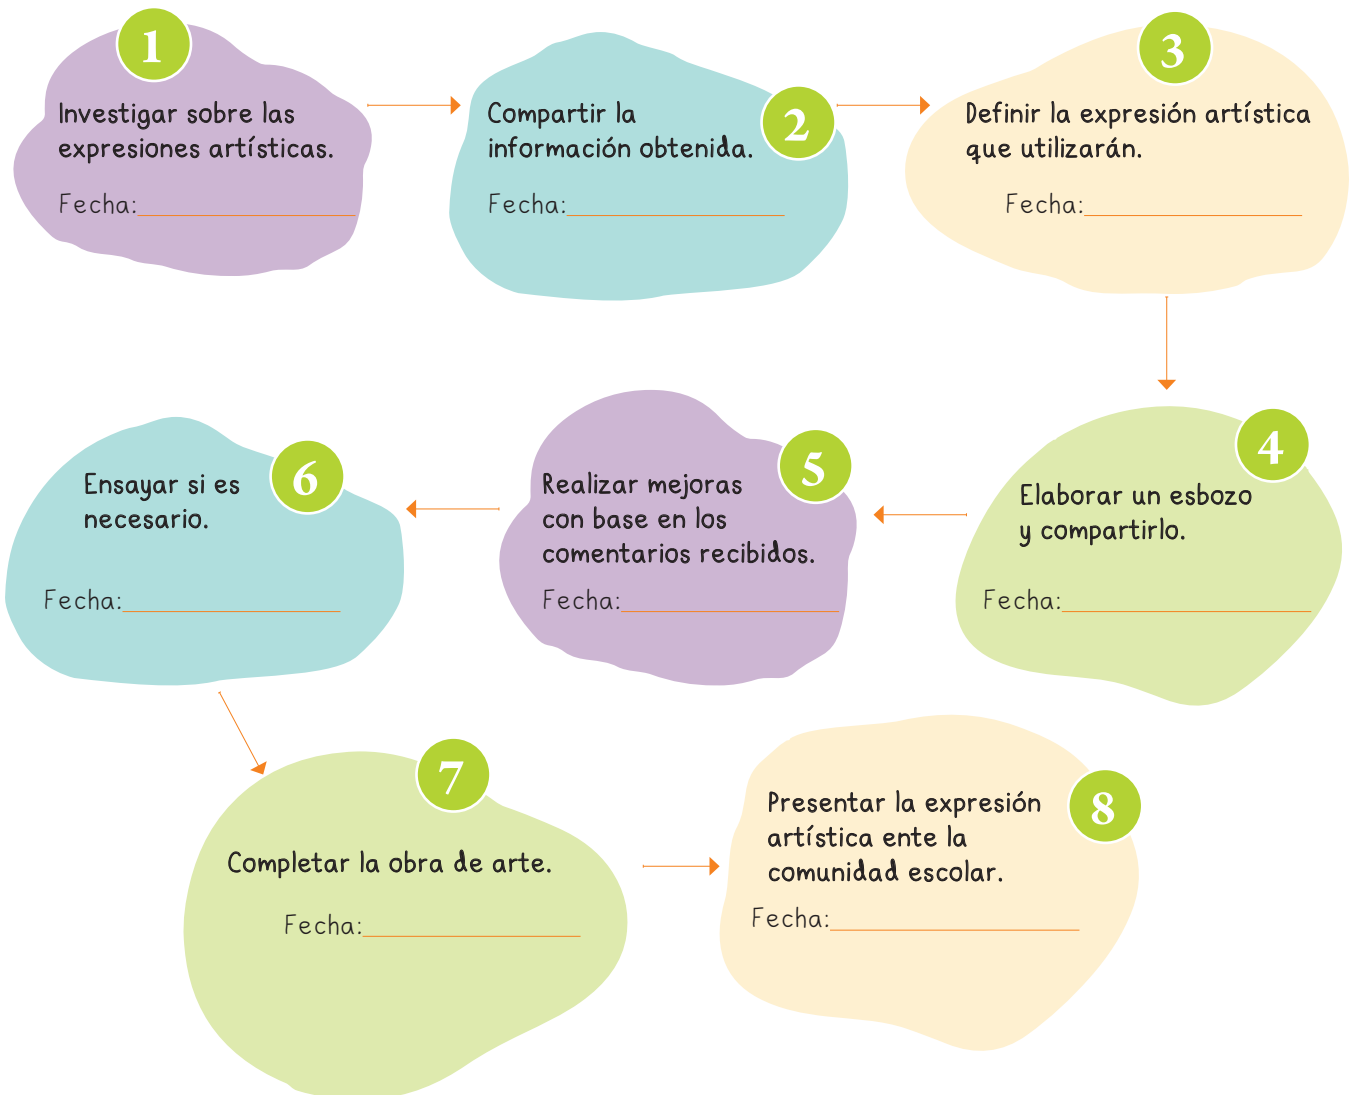 1
Investigar sobre las
expresiones artísticas.
Fecha:
2
Compartir la
información obtenida.
Fecha:
3
Definir la expresión artística
que utilizarán.
Fecha:
4
Elaborar un esbozo
y compartirlo.
Fecha:
5
Realizar mejoras
con base en los
comentarios recibidos.
Fecha:
6
Ensayar si es
necesario.
Fecha:
7
Completar la obra de arte.
Fecha:
8
Presentar la expresión
artística ente la
comunidad escolar.
Fecha: